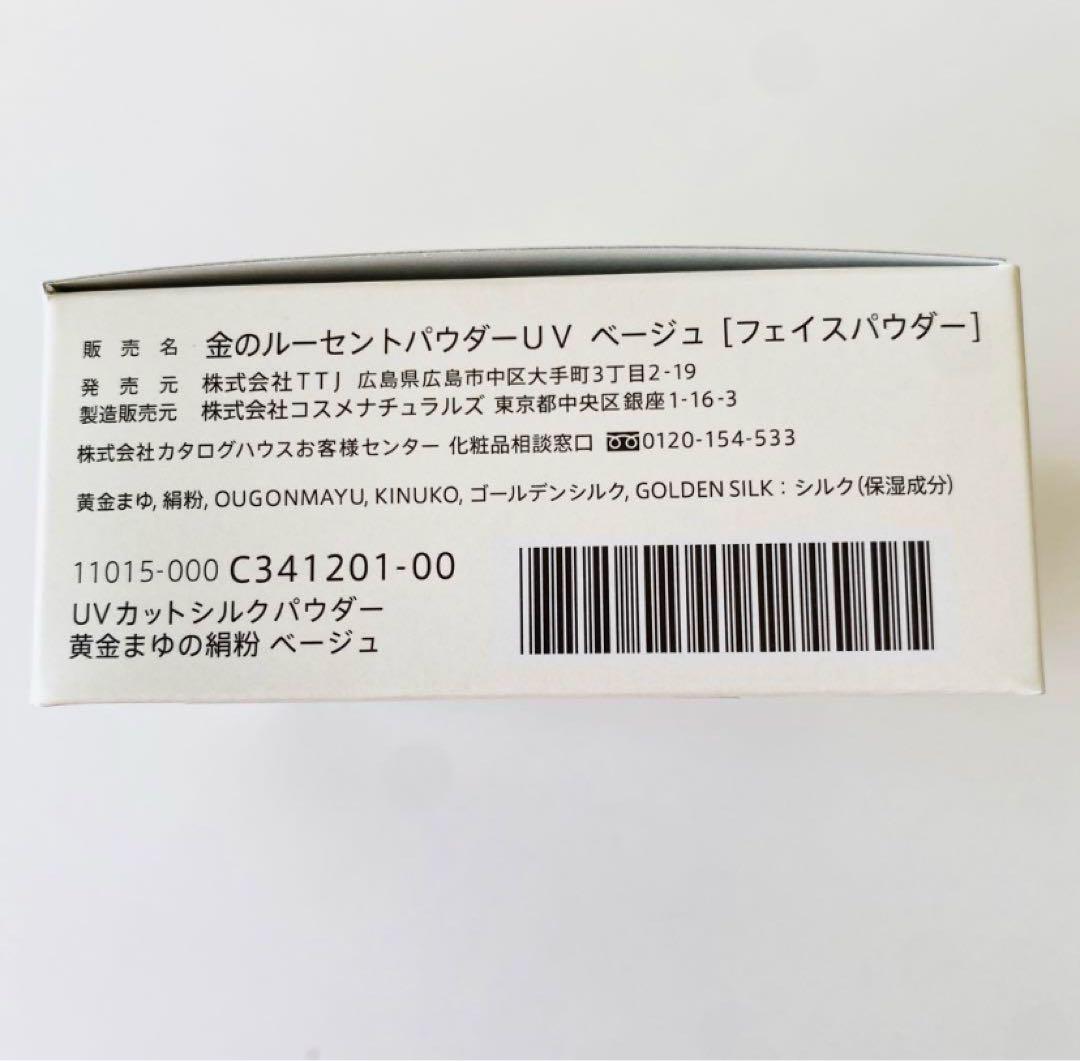 販売名 金のルーセントパウダーUV ベージュ [フェイスパウダー]
発売元 株式会社TTJ 広島県広島市中区大手町3丁目2-19
製造販売元 株式会社コスメナチュラルズ 東京都中央区銀座1-16-3
株式会社カタログハウスお客様センター 化粧品相談窓口 0120-154-533
黄金まゆ, 絹粉, OUGONMAYU, KINUKO, ゴールデンシルク, GOLDEN SILK：シルク(保湿成分)
11015-000 C341201-00
UVカットシルクパウダー
黄金まゆの絹粉 ベージュ